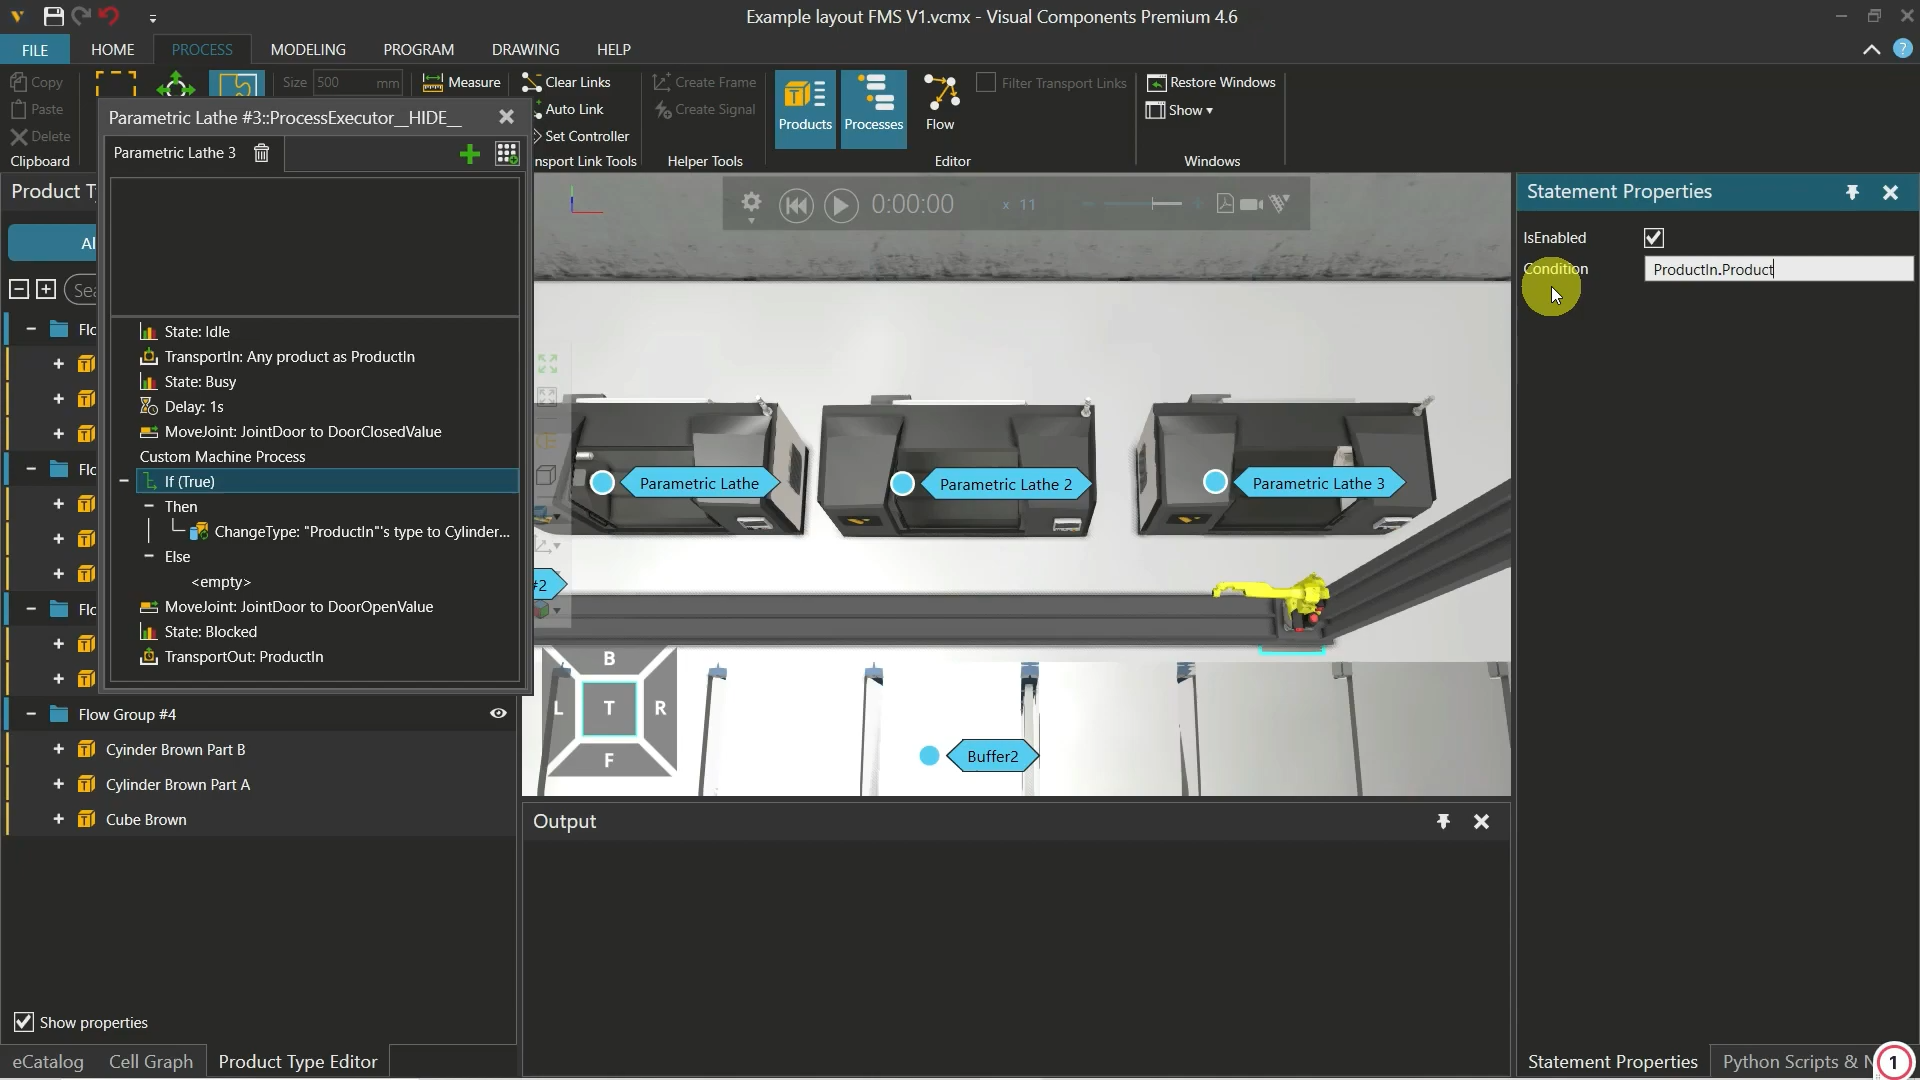 Example layout FMS V1.vcmx - Visual Components Premium 4.6
FILE HOME PROCESS MODELING PROGRAM DRAWING HELP
?
Copy
Paste
Delete
Clipboard
Size 500 mm
Measure
Clear Links
Auto Link
Set Controller
nsport Link Tools
Create Frame
Create Signal
Helper Tools
Products
Processes
Flow
Filter Transport Links
Editor
Restore Windows
Show
Windows
Parametric Lathe #3::ProcessExecutor__HIDE__
Parametric Lathe 3
State: Idle
TransportIn: Any product as ProductIn
State: Busy
Delay: 1s
MoveJoint: JointDoor to DoorClosedValue
Custom Machine Process
If (True)
Then
ChangeType: "ProductIn"'s type to Cylinder...
Else
<empty>
MoveJoint: JointDoor to DoorOpenValue
State: Blocked
TransportOut: ProductIn
Product T
Al
Sea
Flo
Flo
Flo
Flow Group #4
Cyinder Brown Part B
Cylinder Brown Part A
Cube Brown
Show properties
eCatalog Cell Graph Product Type Editor
0:00:00
x 11
Parametric Lathe
Parametric Lathe 2
Parametric Lathe 3
#2
B
L T R
F
Buffer2
Output
Statement Properties
IsEnabled
Condition ProductIn.Product
Statement Properties Python Scripts & N
1